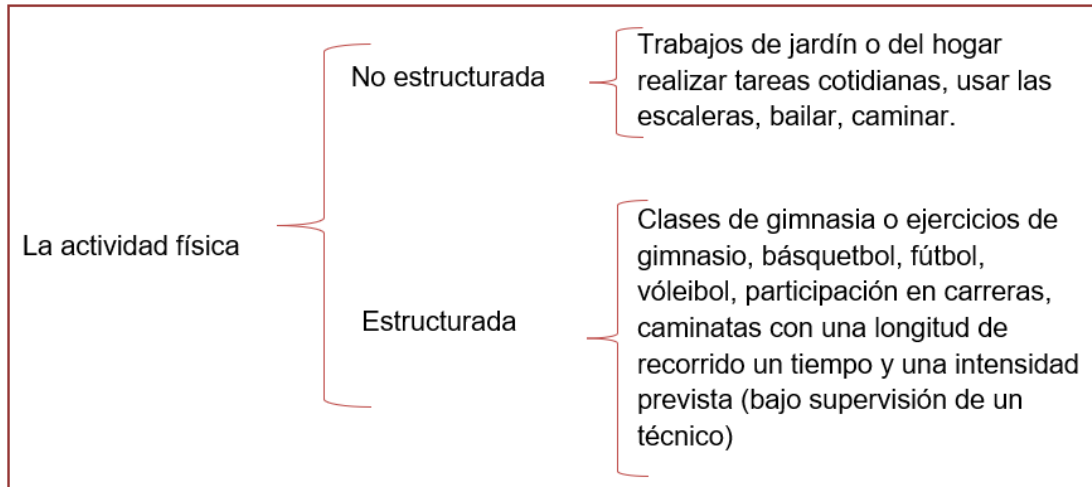 Trabajos de jardín o del hogar
No estructurada
realizar tareas cotidianas, usar las
escaleras, bailar, caminar.
La actividad física
Clases de gimnasia o ejercicios de
gimnasio, básquetbol, fútbol,
vóleibol, participación en carreras,
Estructurada
caminatas con una longitud de
recorrido un tiempo y una intensidad
prevista (bajo supervisión de un
técnico)